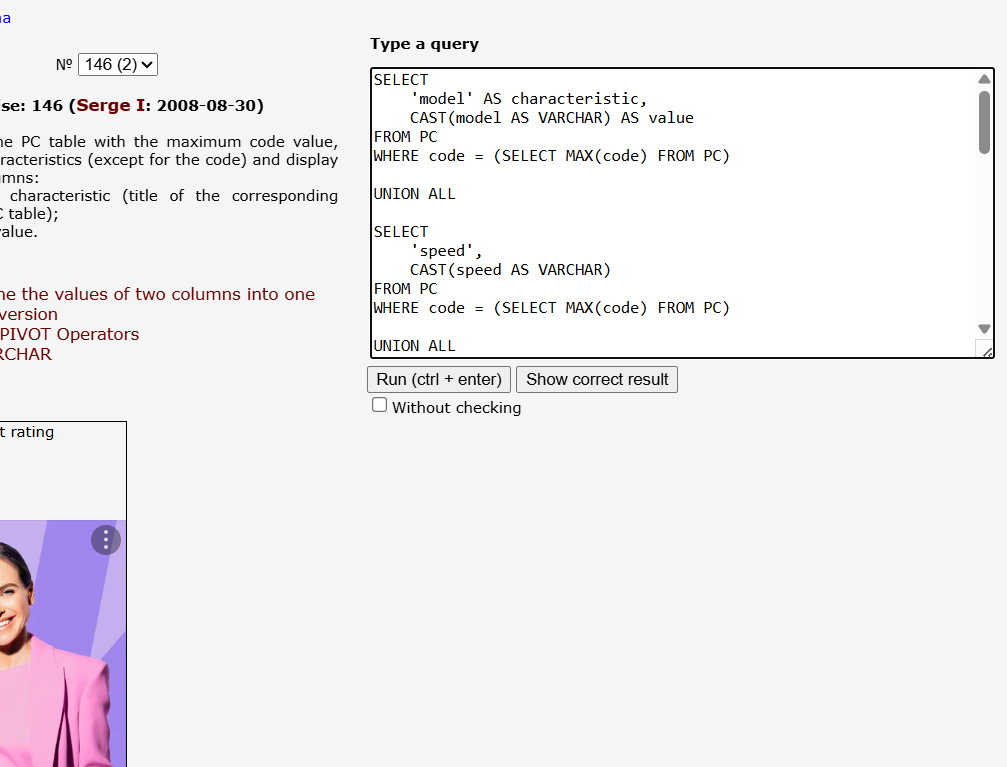 na
Nº 146 (2)
se: 146 (Serge I: 2008-08-30)
ne PC table with the maximum code value,
racteristics (except for the code) and display
mns:
characteristic (title of the corresponding
C table);
value.
ne the values of two columns into one
version
PIVOT Operators
RCHAR
t rating
Type a query
SELECT
'model' AS characteristic,
CAST(model AS VARCHAR) AS value
FROM PC
WHERE code = (SELECT MAX(code) FROM PC)
UNION ALL
SELECT
'speed',
CAST(speed AS VARCHAR)
FROM PC
WHERE code = (SELECT MAX(code) FROM PC)
UNION ALL
Run (ctrl + enter)
Show correct result
Without checking